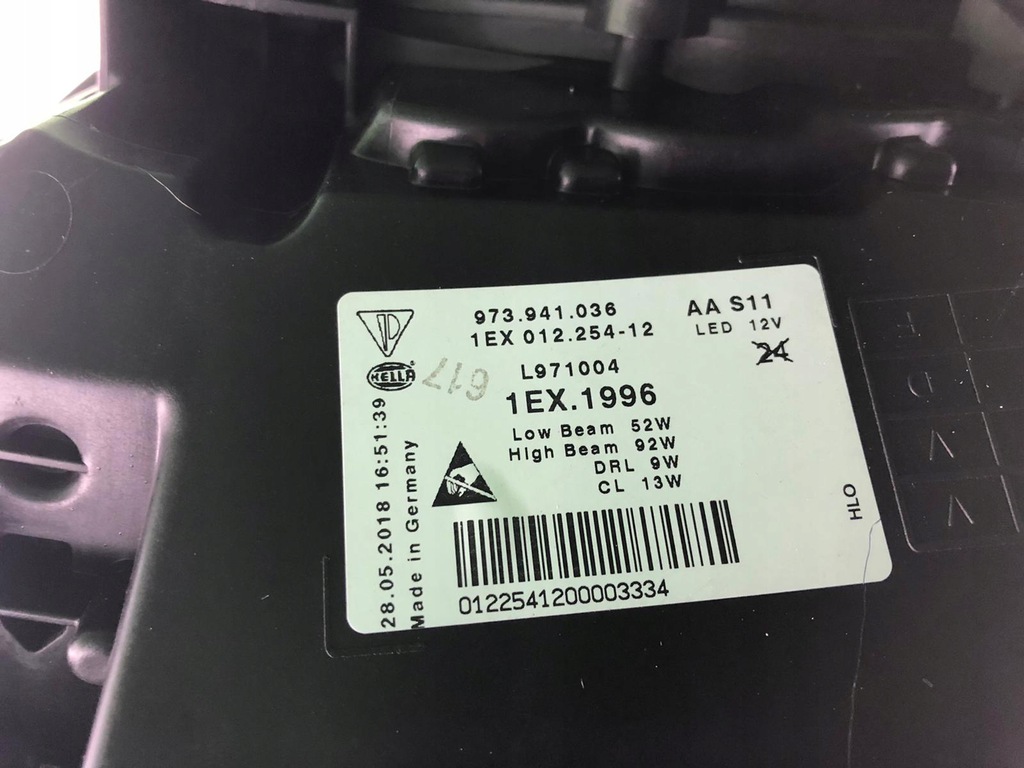 973.941.036
AA S11
1EX 012.254-12
LED 12V
24
HELLA
617
L971004
1EX.1996
Low Beam 52W
High Beam 92W
DRL 9W
CL 13W
28.05.2018 16:51:39
Made in Germany
HLO
0122541200003334